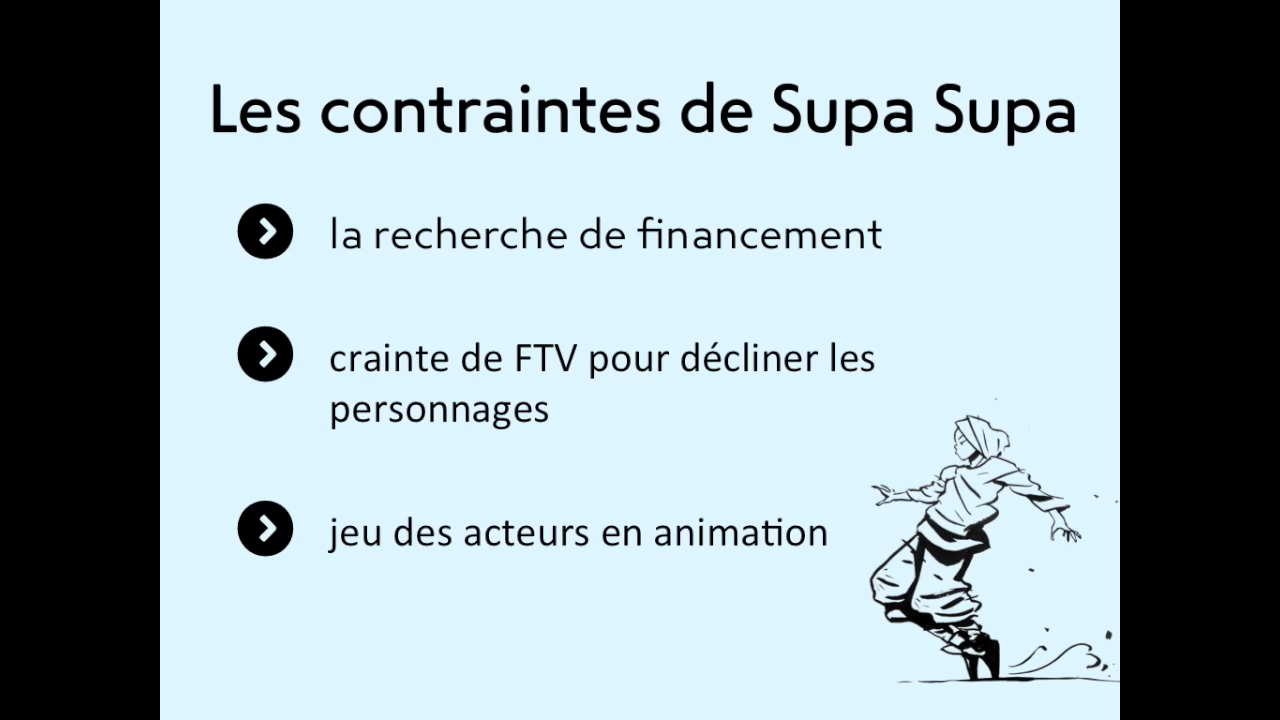 Les contraintes de Supa Supa
la recherche de financement
crainte de FTV pour décliner les
personnages
jeu des acteurs en animation